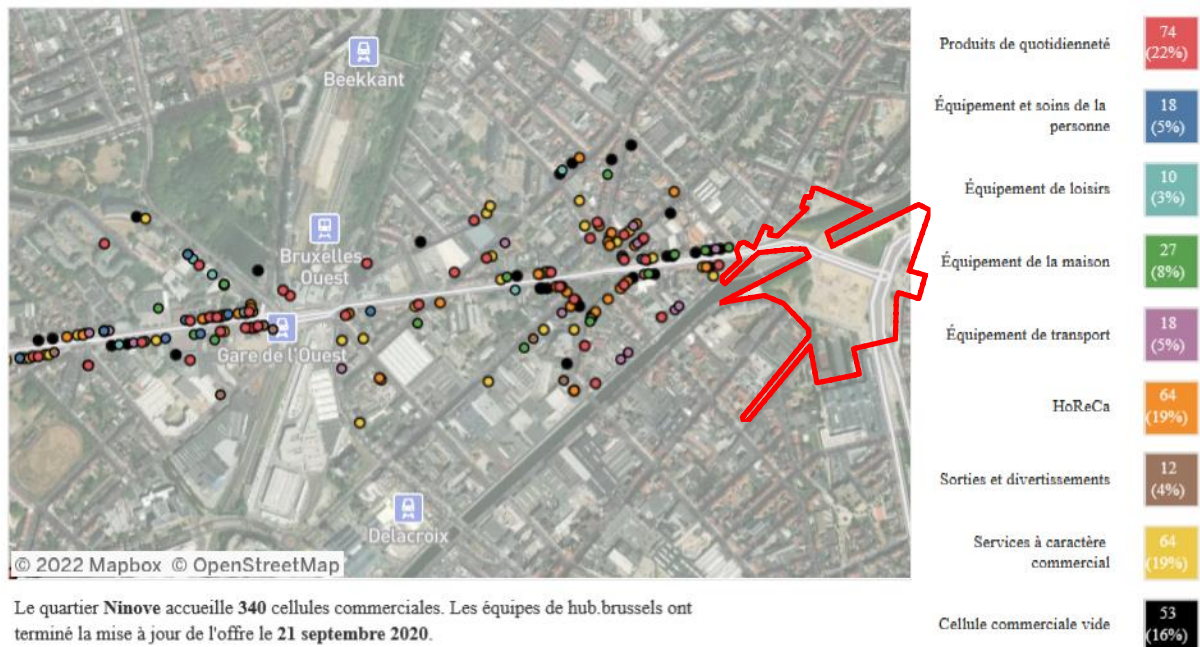 Beekkant
Bruxelles
Ouest
Gare de l'Ouest
Delacroix
© 2022 Mapbox © OpenStreetMap
Le quartier Ninove accueille 340 cellules commerciales. Les équipes de hub.brussels ont
terminé la mise à jour de l'offre le 21 septembre 2020.
Produits de quotidienneté
74
(22%)
Équipement et soins de la
personne
18
(5%)
Équipement de loisirs
10
(3%)
Équipement de la maison
27
(8%)
Équipement de transport
18
(5%)
HoReCa
64
(19%)
Sorties et divertissements
12
(4%)
Services à caractère
commercial
64
(19%)
Cellule commerciale vide
53
(16%)